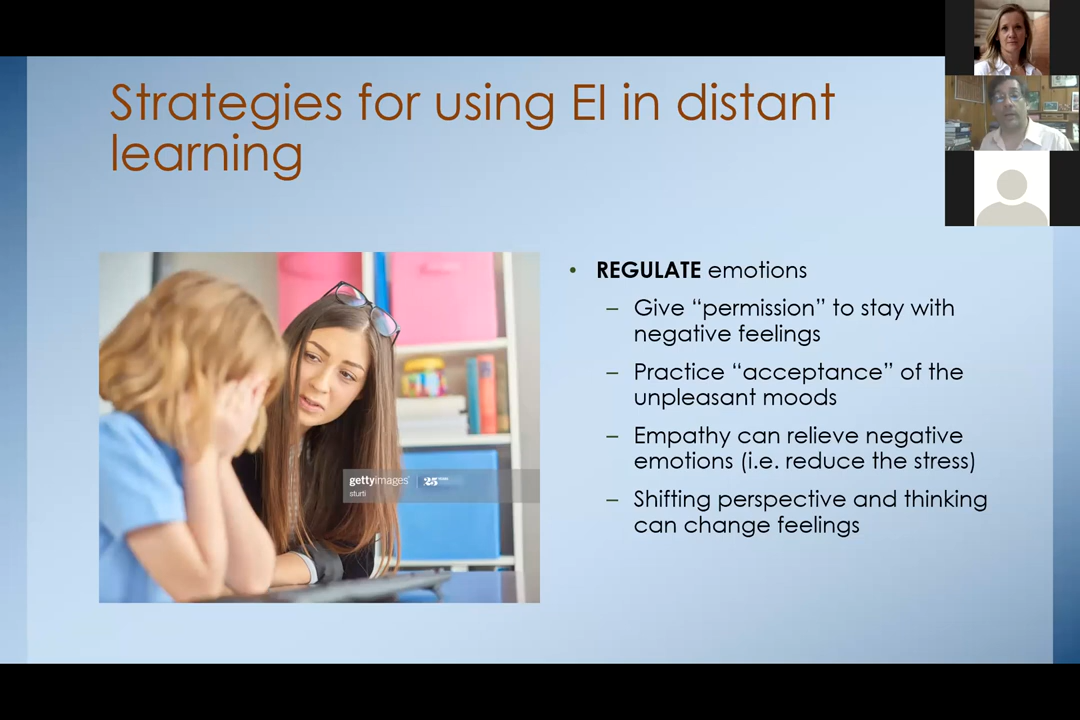 Strategies for using EI in distant
learning
• REGULATE emotions
– Give “permission” to stay with
negative feelings
– Practice “acceptance” of the
unpleasant moods
– Empathy can relieve negative
emotions (i.e. reduce the stress)
– Shifting perspective and thinking
can change feelings
gettyimages®
sturti